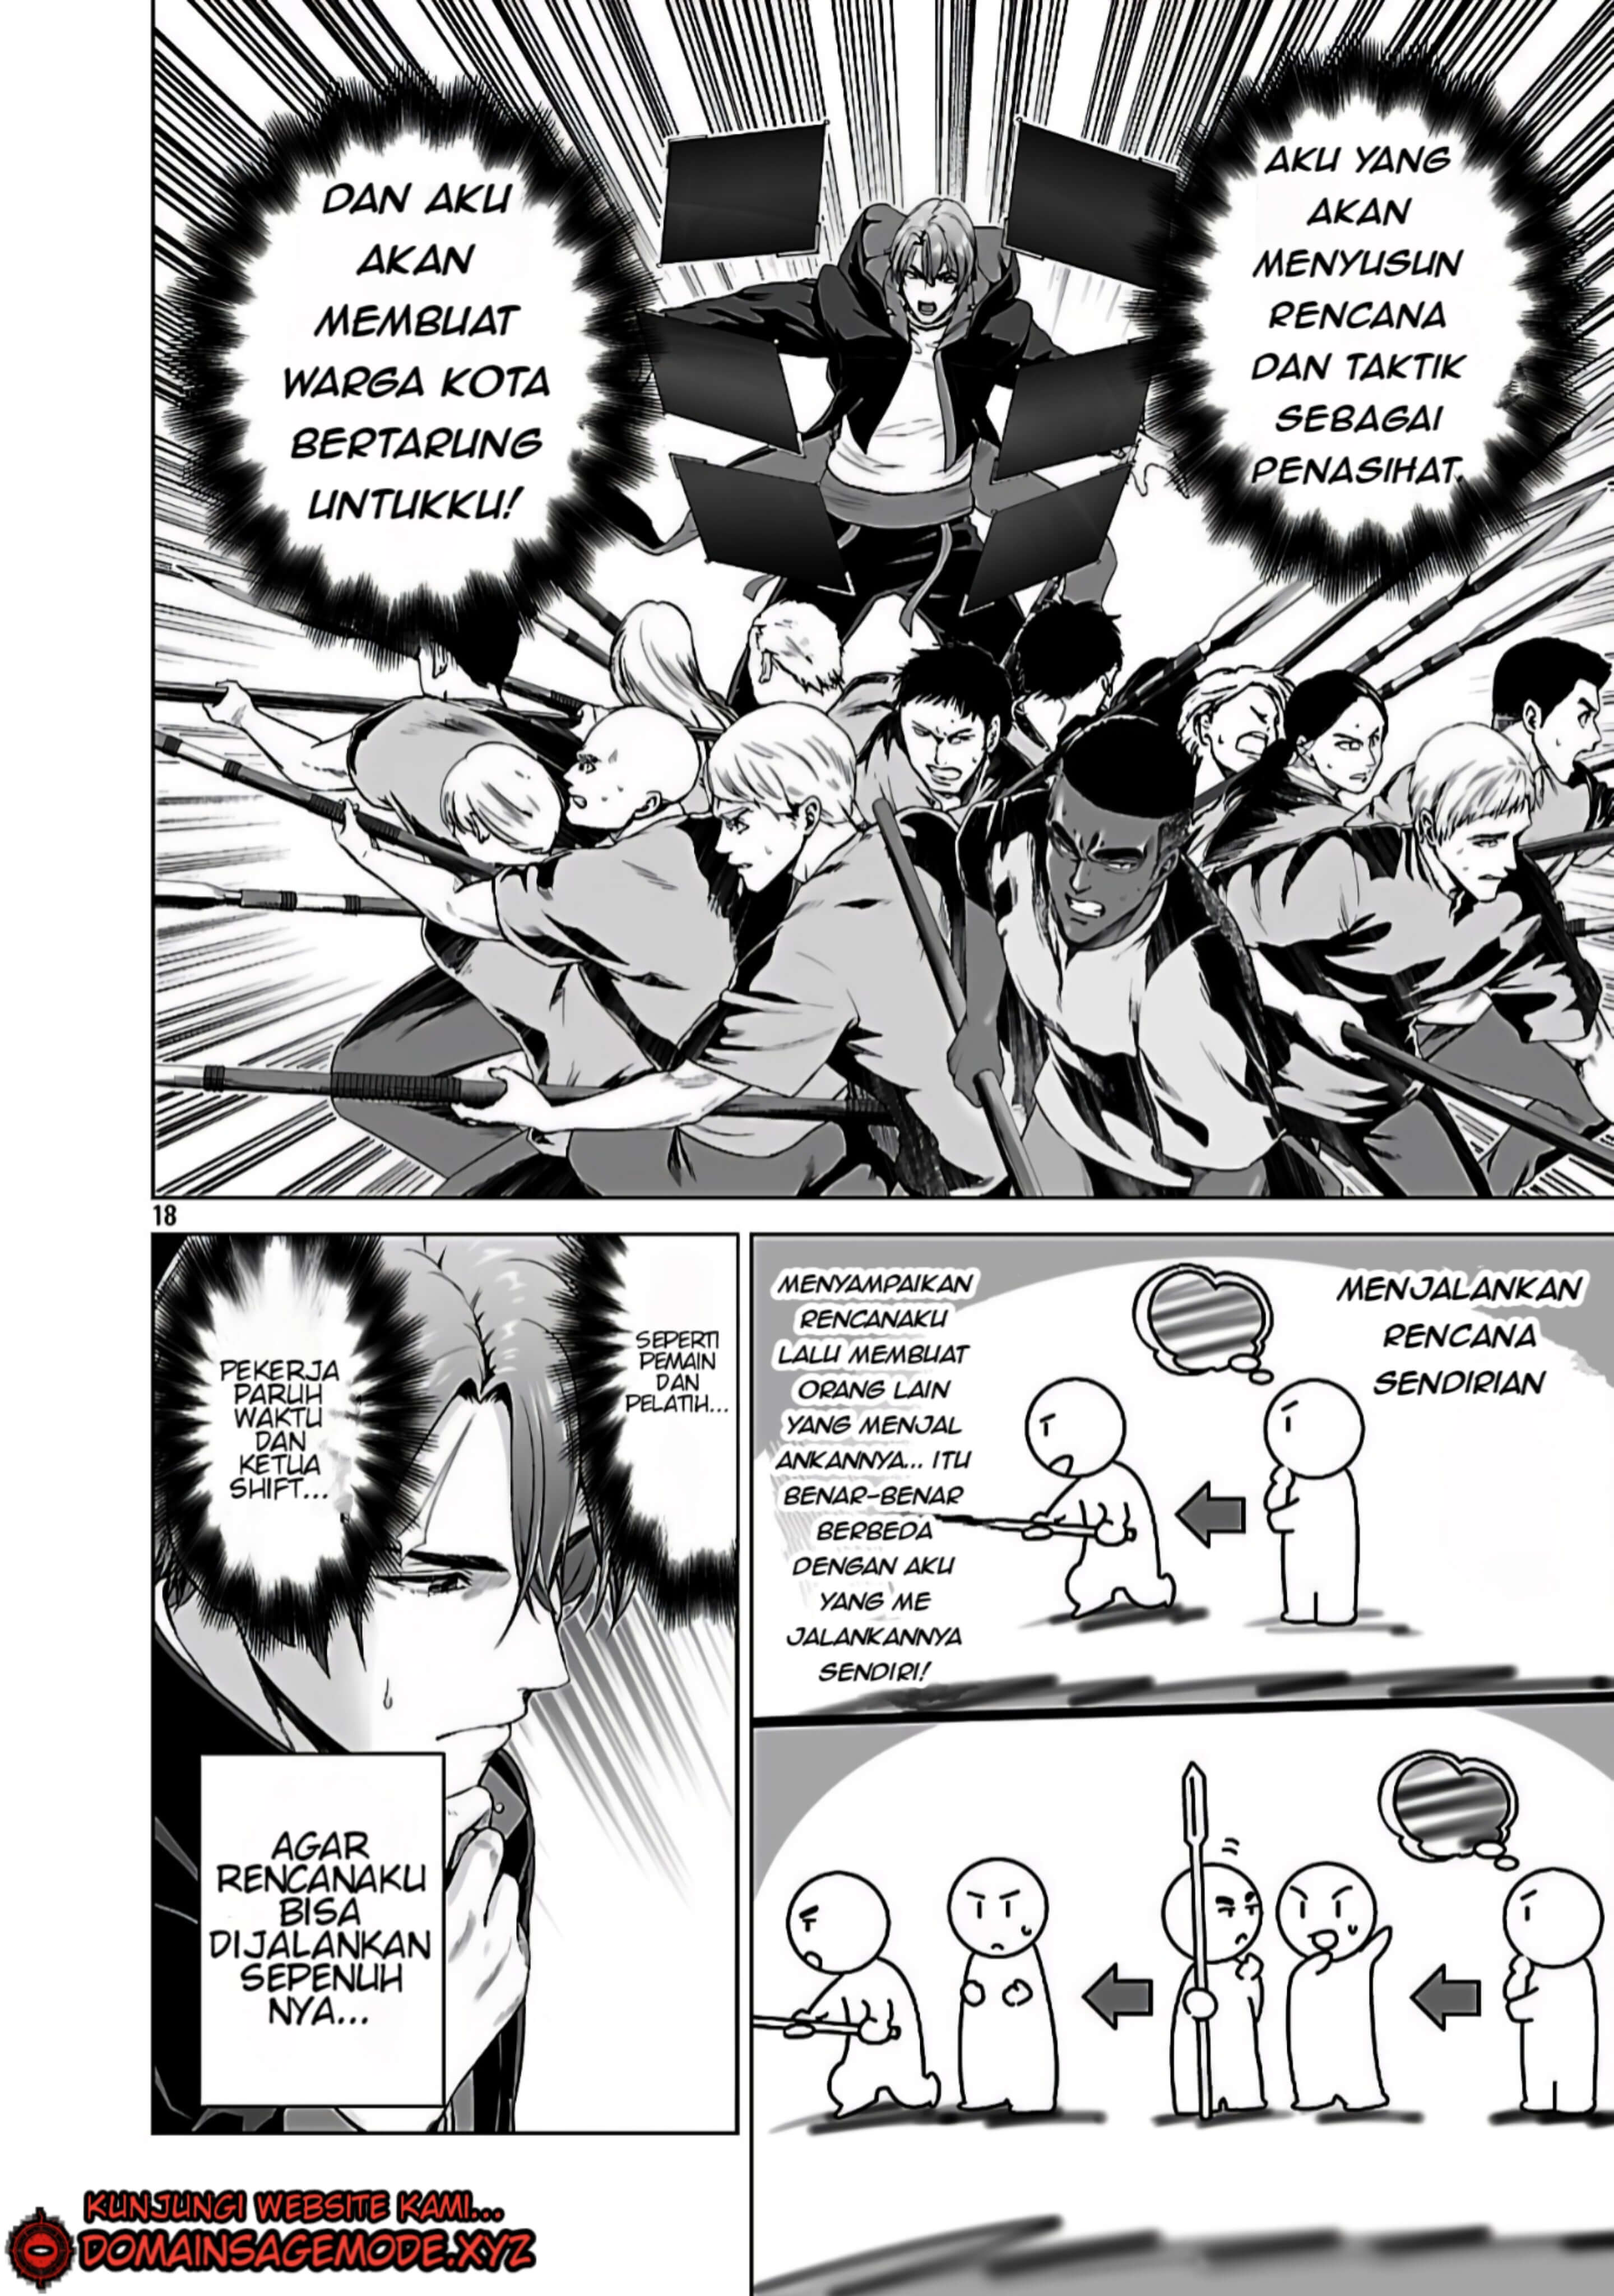 AKU YANG
AKAN
MENYUSUN
RENCANA
DAN TAKTIK
SEBAGAI
PENASIHAT.
DAN AKU
AKAN
MEMBUAT
WARGA KOTA
BERTARUNG
UNTUKKU!
18
MENJALANKAN
RENCANA
SENDIRIAN
MENYAMPAIKAN
RENCANAKU
LALU MEMBUAT
ORANG LAIN
YANG MENJAL
ANKANNYA... ITU
BENAR-BENAR
BERBEDA
DENGAN AKU
YANG ME
JALANKANNYA
SENDIRI!
SEPERTI
PEMAIN
DAN
PELATIH...
PEKERJA
PARUH
WAKTU
DAN
KETUA
SHIFT...
AGAR
RENCANAKU
BISA
DIJALANKAN
SEPENUH
NYA...
KUNJUNGI WEBSITE KAMI...
DOMAINSAGEMODE.XYZ